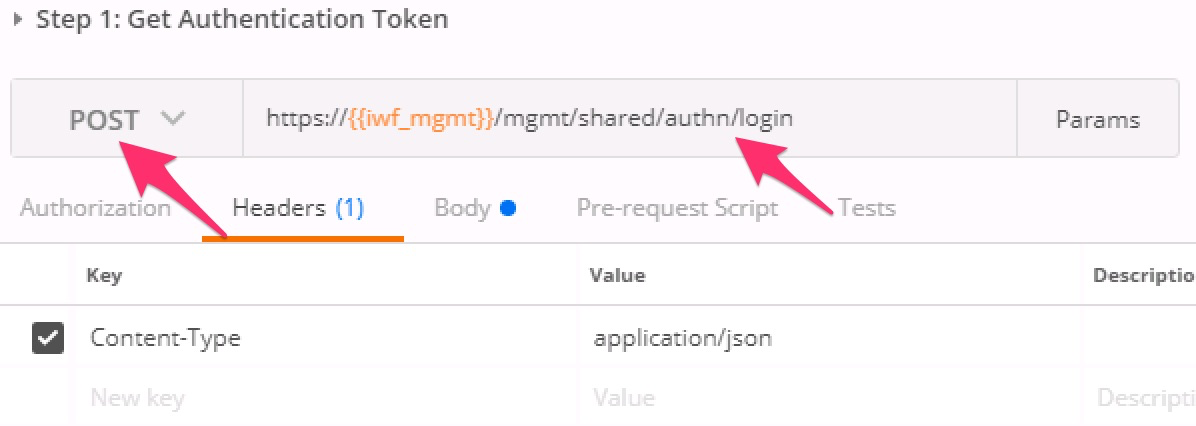 Step 1: Get Authentication Token
POST https://{{iwf_mgmt}}/mgmt/shared/authn/login Params
Authorization Headers (1) Body Pre-request Script Tests
Key Value Descriptio
Content-Type application/json
New key Value Descripti